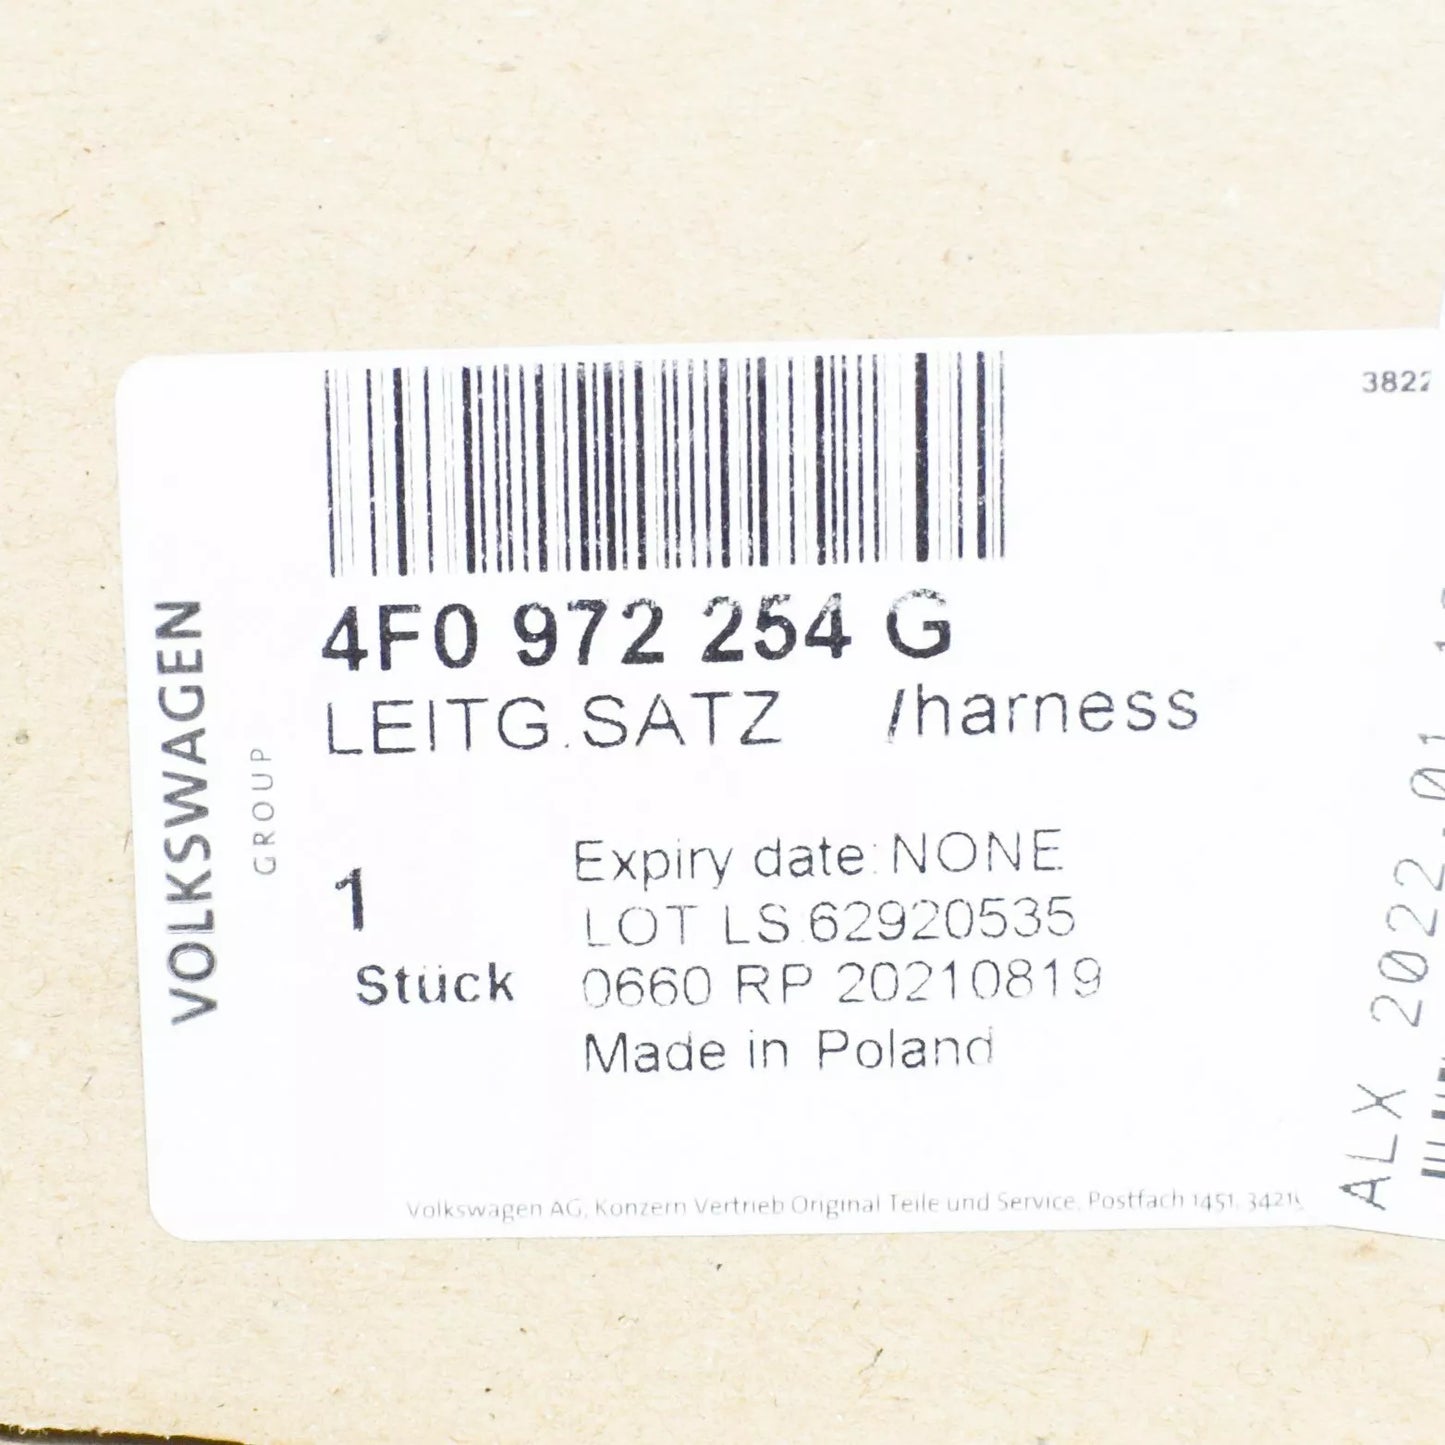 3822
4F0 972 254 G
LEITG.SATZ /harness
VOLKSWAGEN
GROUP
1
Stück
Expiry date:NONE
LOT LS:62920535
0660 RP 20210819
Made in Poland
Volkswagen AG, Konzern Vertrieb Original Teile und Service, Postfach 1451, 3421
ALX 2022.01